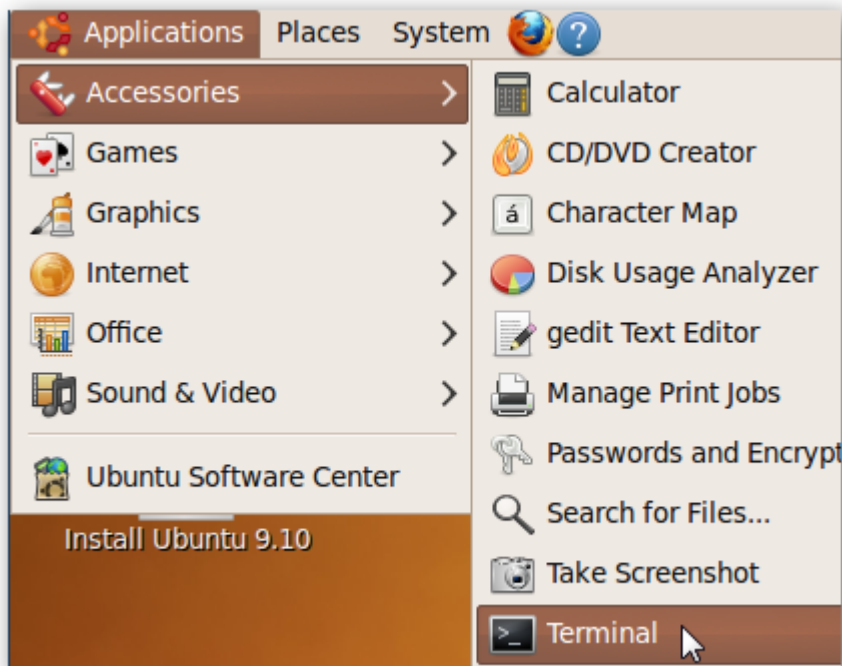 Applications Places System
Accessories
Games
Graphics
Internet
Office
Sound & Video
Ubuntu Software Center
Install Ubuntu 9.10
Calculator
CD/DVD Creator
á Character Map
Disk Usage Analyzer
gedit Text Editor
Manage Print Jobs
Passwords and Encrypt
Search for Files...
Take Screenshot
Terminal